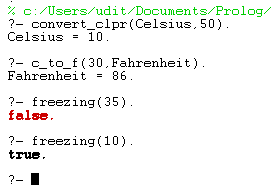 % c:/Users/udit/Documents/Prolog/
?- convert_clpr(Celsius,50).
Celsius = 10.
?- c_to_f(30,Fahrenheit).
Fahrenheit = 86.
?- freezing(35).
false.
?- freezing(10).
true.
?-